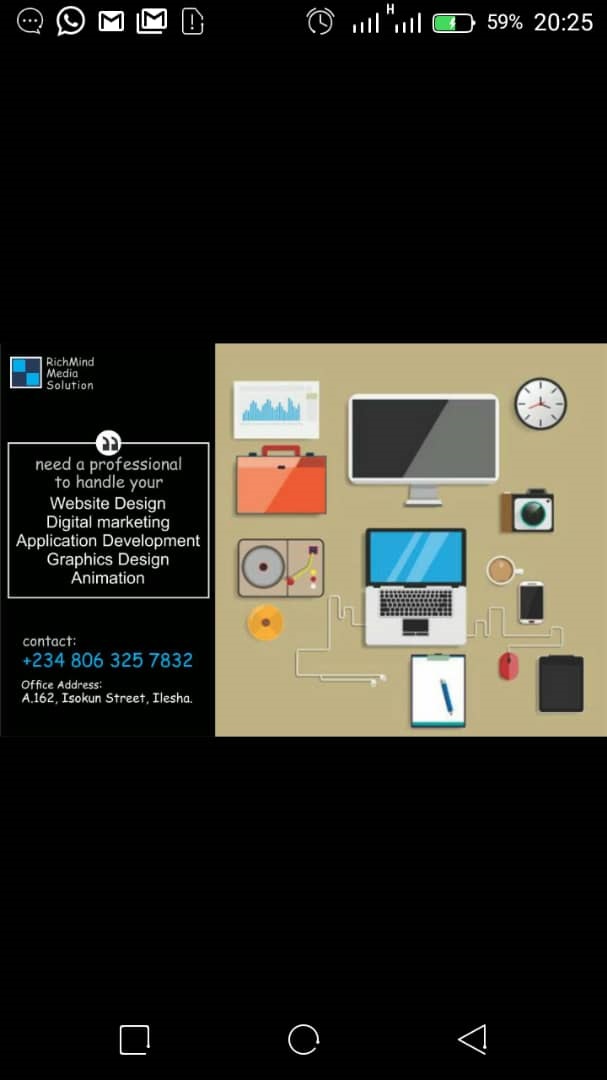 H
59% 20:25
RichMind
Media
Solution
need a professional
to handle your
Website Design
Digital marketing
Application Development
Graphics Design
Animation
contact:
+234 806 325 7832
Office Address:
A,162, Isokun Street, Ilesha.